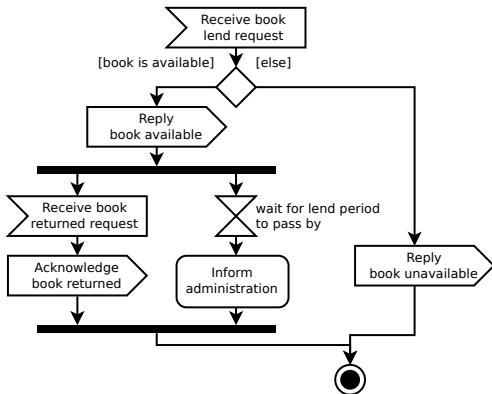 Receive book
lend request
[book is available]
[else]
Reply
book available
Receive book
returned request
wait for lend period
to pass by
Acknowledge
book returned
Inform
administration
Reply
book unavailable